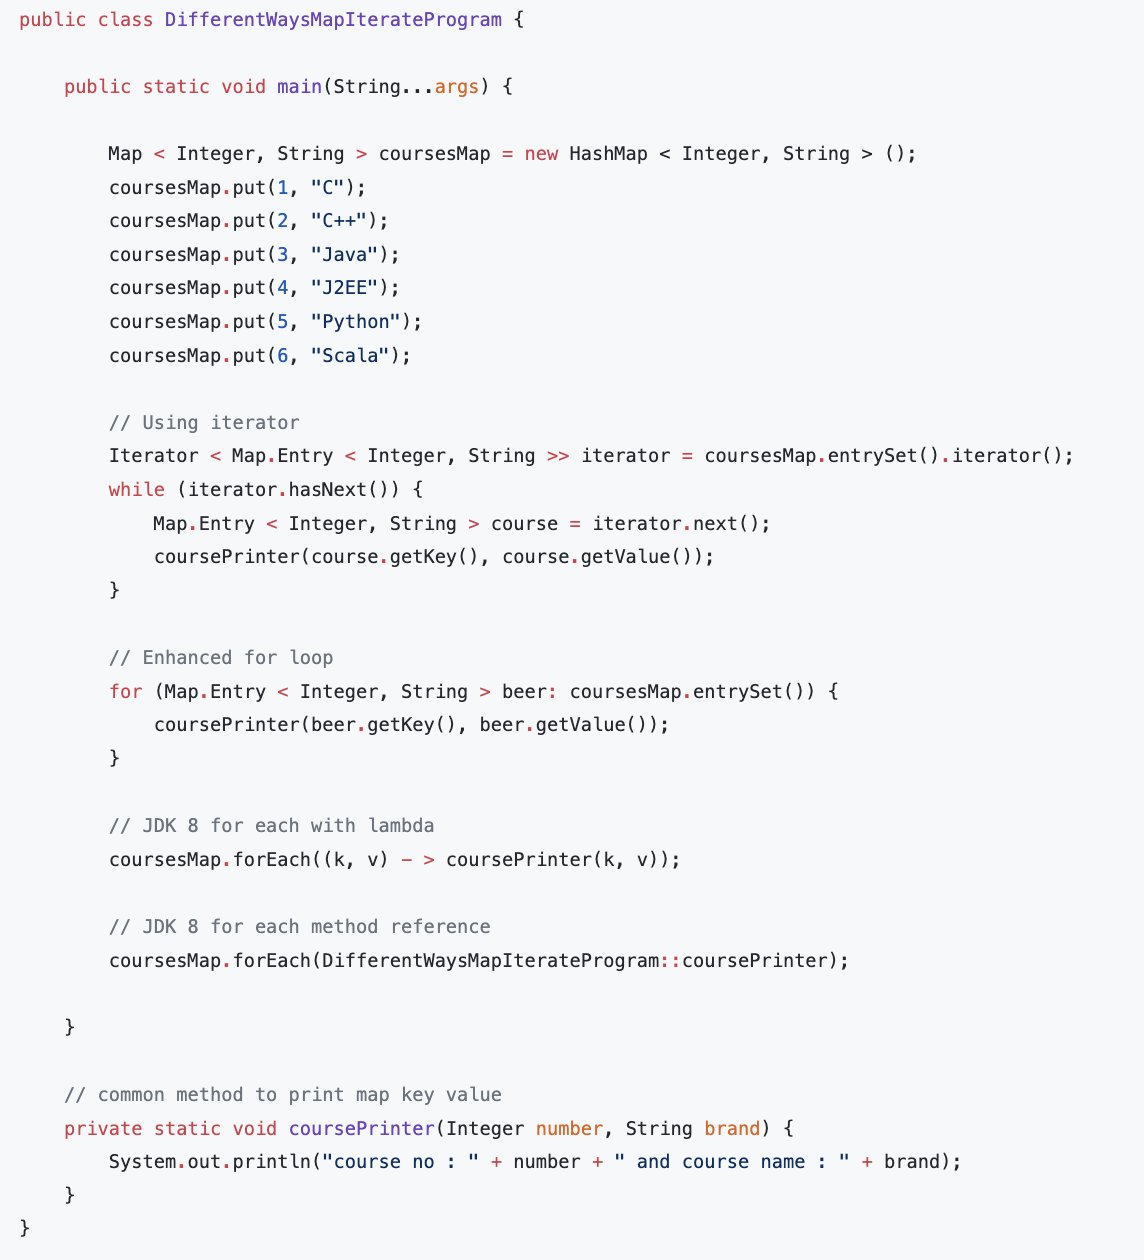 public class DifferentWaysMapIterateProgram {
    public static void main(String...args) {
        Map < Integer, String > coursesMap = new HashMap < Integer, String > ();
        coursesMap.put(1, "C");
        coursesMap.put(2, "C++");
        coursesMap.put(3, "Java");
        coursesMap.put(4, "J2EE");
        coursesMap.put(5, "Python");
        coursesMap.put(6, "Scala");
        // Using iterator
        Iterator < Map.Entry < Integer, String >> iterator = coursesMap.entrySet().iterator();
        while (iterator.hasNext()) {
            Map.Entry < Integer, String > course = iterator.next();
            coursePrinter(course.getKey(), course.getValue());
        }
        // Enhanced for loop
        for (Map.Entry < Integer, String > beer: coursesMap.entrySet()) {
            coursePrinter(beer.getKey(), beer.getValue());
        }
        // JDK 8 for each with lambda
        coursesMap.forEach((k, v) - > coursePrinter(k, v));
        // JDK 8 for each method reference
        coursesMap.forEach(DifferentWaysMapIterateProgram::coursePrinter);
    }
    // common method to print map key value
    private static void coursePrinter(Integer number, String brand) {
        System.out.println("course no : " + number + " and course name : " + brand);
    }
}